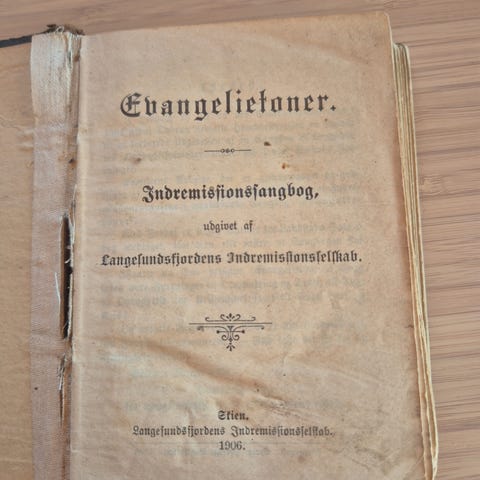 Evangelietoner.
Indremissionssangbog,
udgivet af
Langesundsfjordens Indremissionsselskab.
Skien.
Langesundsfjordens Indremissionsselskab.
1906.